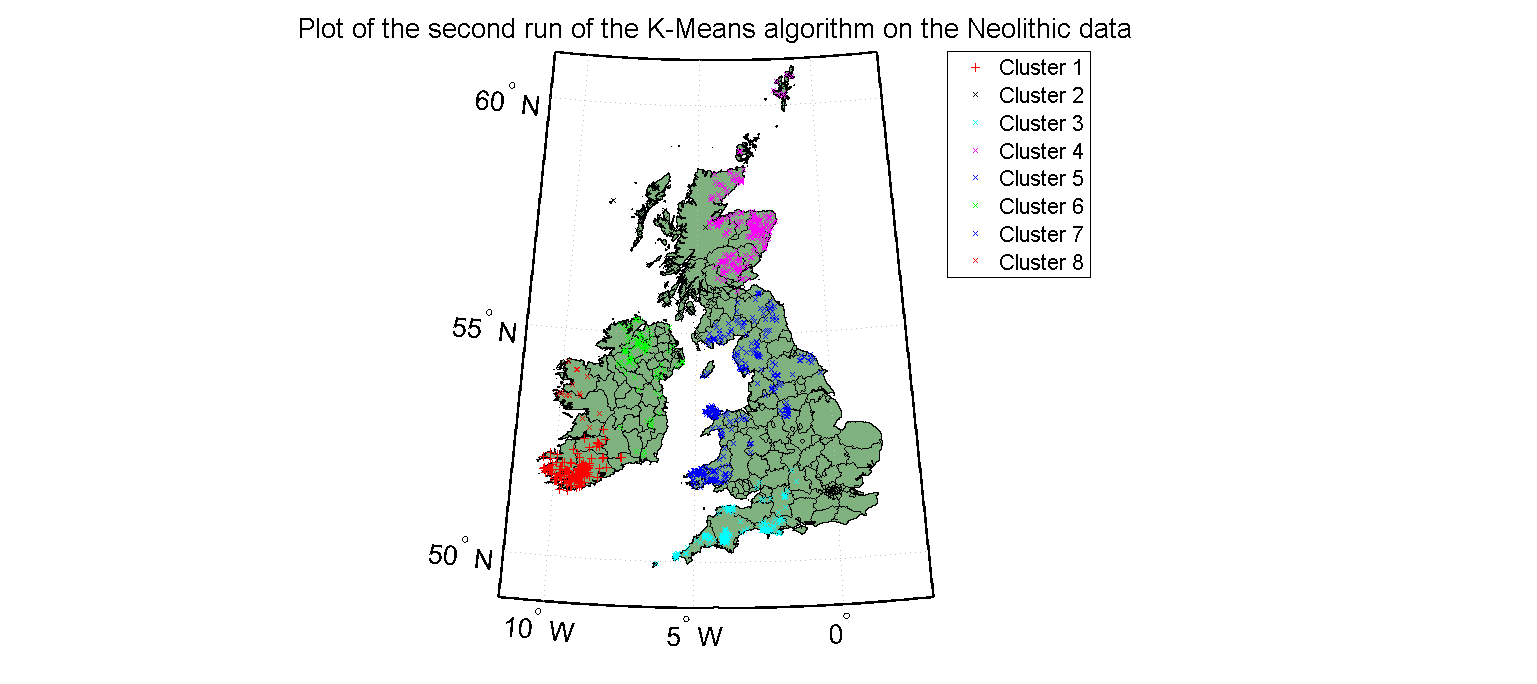 Plot of the second run of the K-Means algorithm on the Neolithic data
Cluster 1
Cluster 2
Cluster 3
Cluster 4
Cluster 5
Cluster 6
Cluster 7
Cluster 8
60° N
55° N
50° N
10° W
5° W
0°